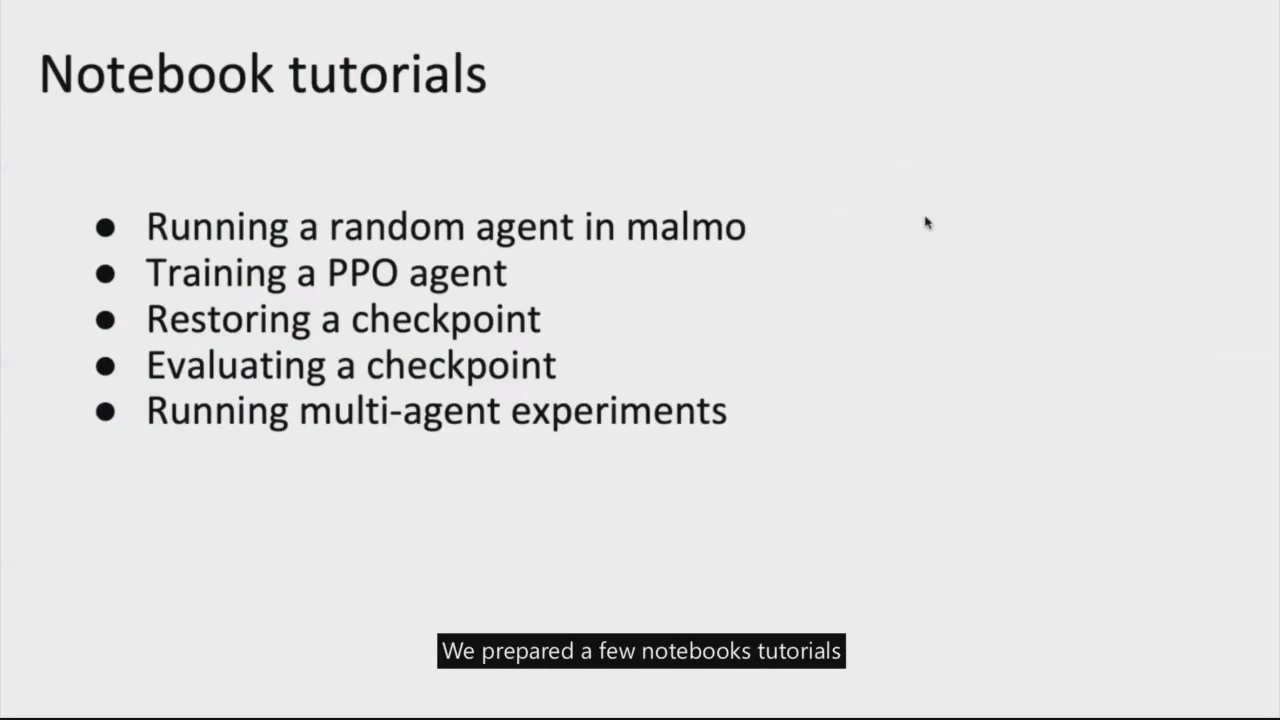 Notebook tutorials
● Running a random agent in malmo
● Training a PPO agent
● Restoring a checkpoint
● Evaluating a checkpoint
● Running multi-agent experiments
We prepared a few notebooks tutorials